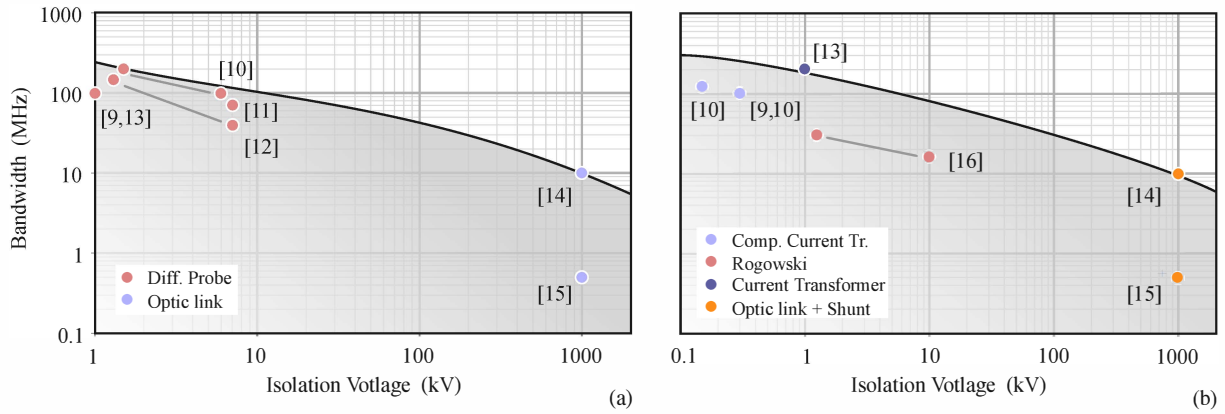 1000
100
10
1
0.1
Bandwidth (MHz)
[10]
[9,13]
[11]
[12]
[14]
[15]
Diff. Probe
Optic link
1 10 100 1000
Isolation Votlage (kV)
(a)
[13]
[10]
[9,10]
[16]
[14]
[15]
Comp. Current Tr.
Rogowski
Current Transformer
Optic link + Shunt
0.1 1 10 100 1000
Isolation Votlage (kV)
(b)